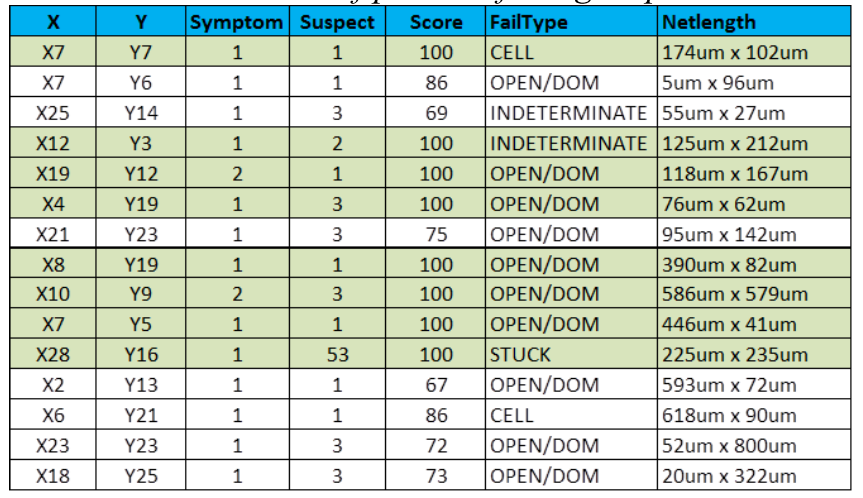 X Y Symptom Suspect Score FailType Netlength
X7 Y7 1 1 100 CELL 174um x 102um
X7 Y6 1 1 86 OPEN/DOM 5um x 96um
X25 Y14 1 3 69 INDETERMINATE 55um x 27um
X12 Y3 1 2 100 INDETERMINATE 125um x 212um
X19 Y12 2 1 100 OPEN/DOM 118um x 167um
X4 Y19 1 3 100 OPEN/DOM 76um x 62um
X21 Y23 1 3 75 OPEN/DOM 95um x 142um
X8 Y19 1 1 100 OPEN/DOM 390um x 82um
X10 Y9 2 3 100 OPEN/DOM 586um x 579um
X7 Y5 1 1 100 OPEN/DOM 446um x 41um
X28 Y16 1 53 100 STUCK 225um x 235um
X2 Y13 1 1 67 OPEN/DOM 593um x 72um
X6 Y21 1 1 86 CELL 618um x 90um
X23 Y23 1 3 72 OPEN/DOM 52um x 800um
X18 Y25 1 3 73 OPEN/DOM 20um x 322um